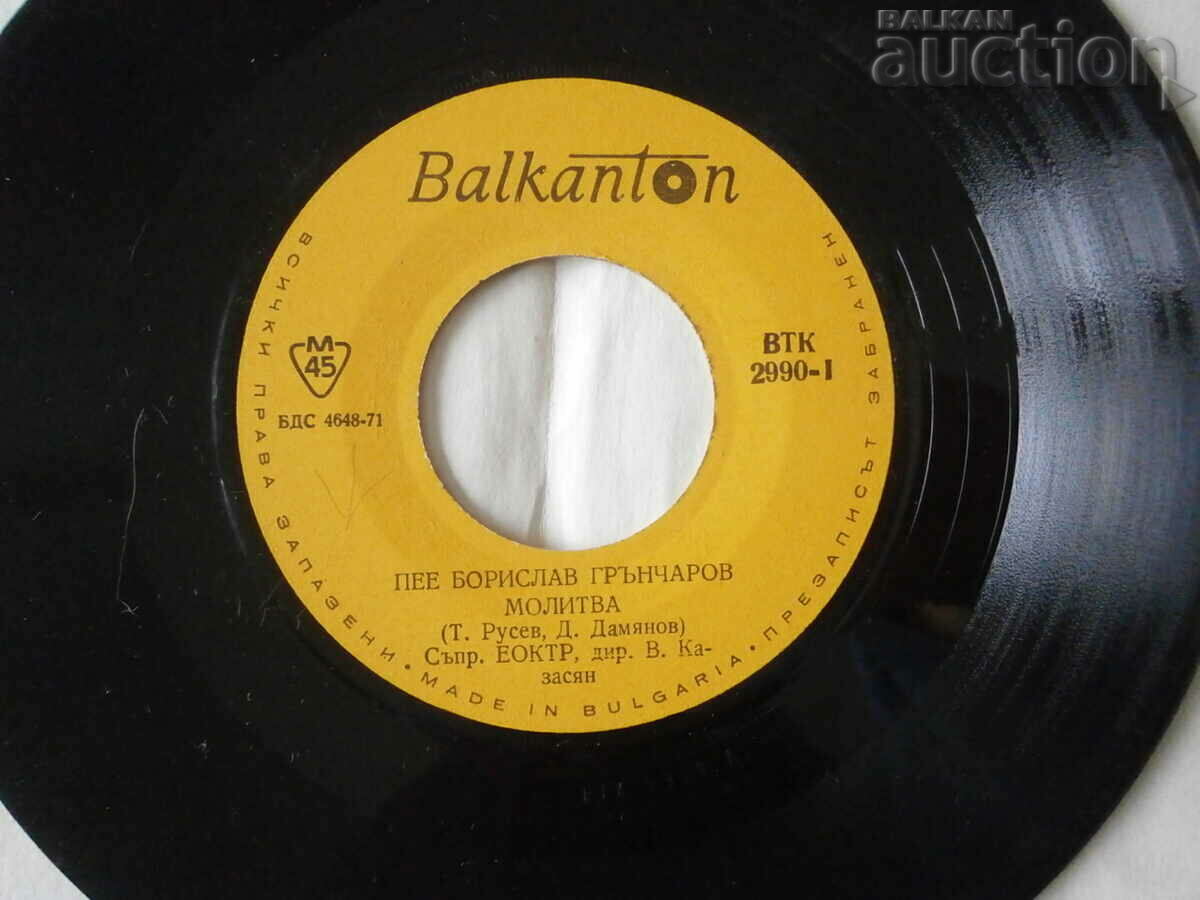 BALKAN
auction
Balkanton
ВСИЧКИ ПРАВА ЗАПАЗЕНИ • MADE IN BULGARIA • ПРЕЗАПИСЪТ ЗАБРАНЕН
М
45
БДС 4648-71
ВТК
2990-I
ПЕЕ БОРИСЛАВ ГРЪНЧАРОВ
МОЛИТВА
(Т. Русев, Д. Дамянов)
Съпр. ЕОКТР, дир. В. Ка-
засян